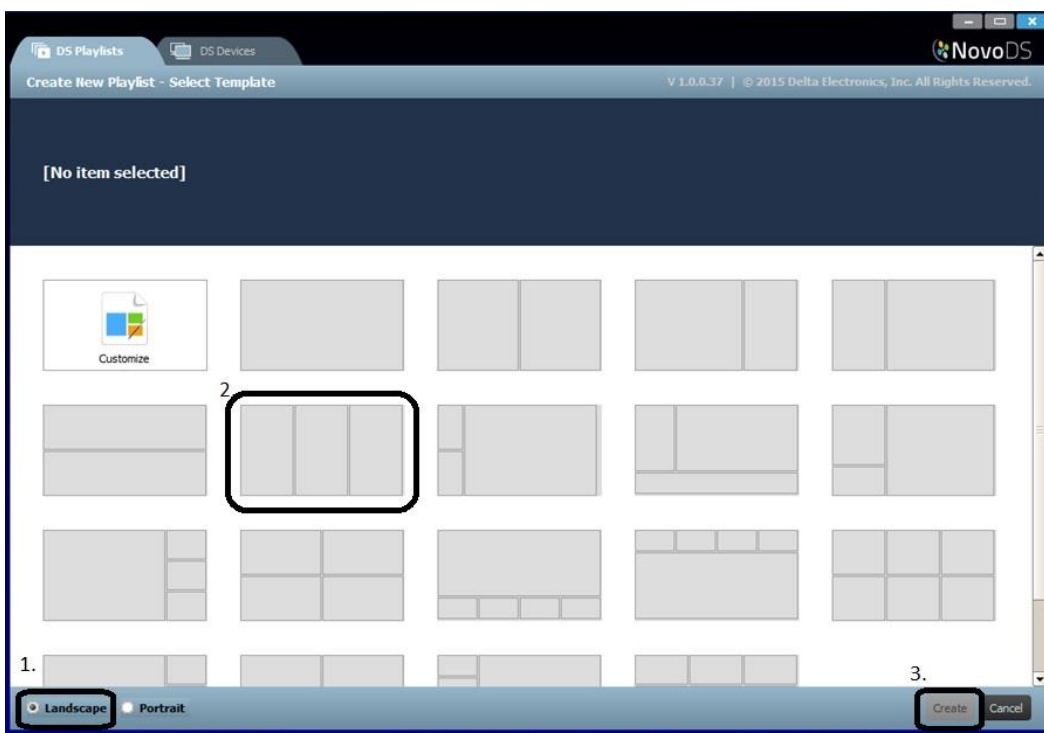 DS Playlists
DS Devices
NovoDS
Create New Playlist - Select Template
V 1.0.0.37 | © 2015 Delta Electronics, Inc. All Rights Reserved.
[No item selected]
Customize
2.
1.
3.
Landscape
Portrait
Create
Cancel